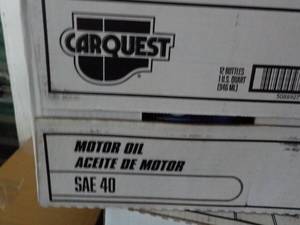 CARQUEST
12 BOTTLES
1 U.S. QUART
(946 ML)
MOTOR OIL
ACEITE DE MOTOR
SAE 40